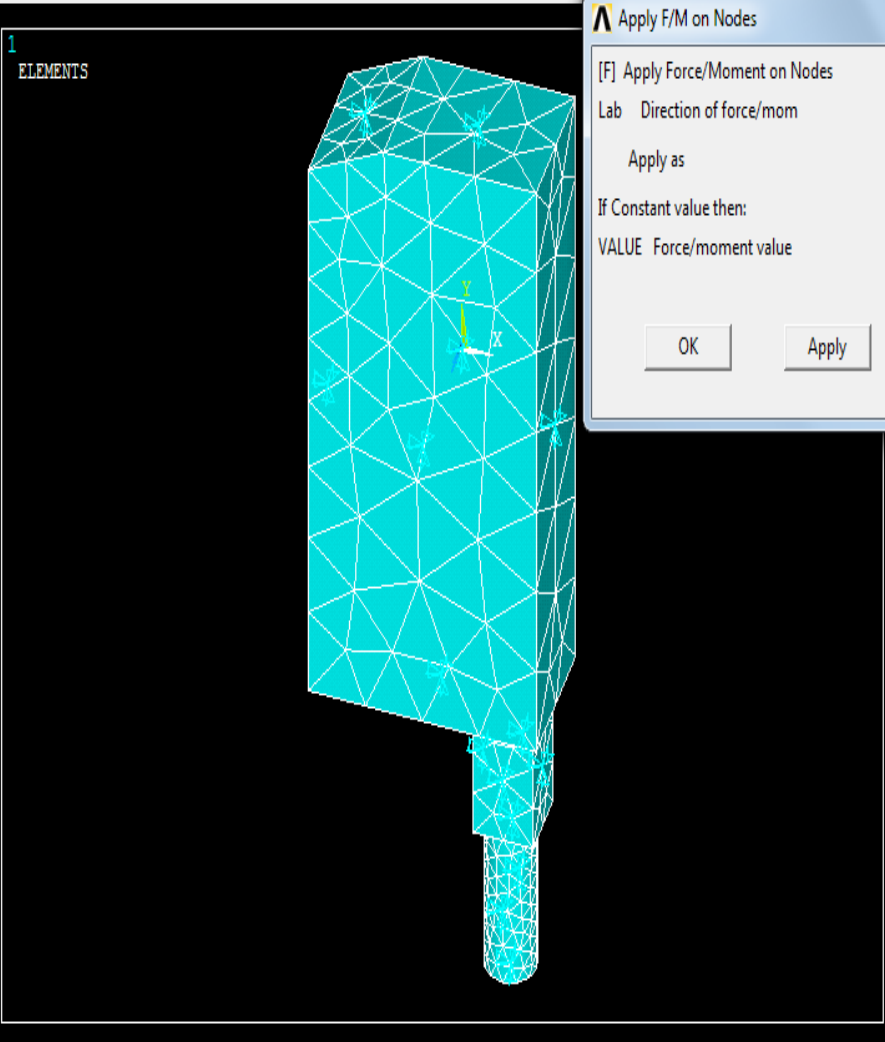 1
ELEMENTS
Y
X
Apply F/M on Nodes
[F] Apply Force/Moment on Nodes
Lab Direction of force/mom
Apply as
If Constant value then:
VALUE Force/moment value
OK Apply